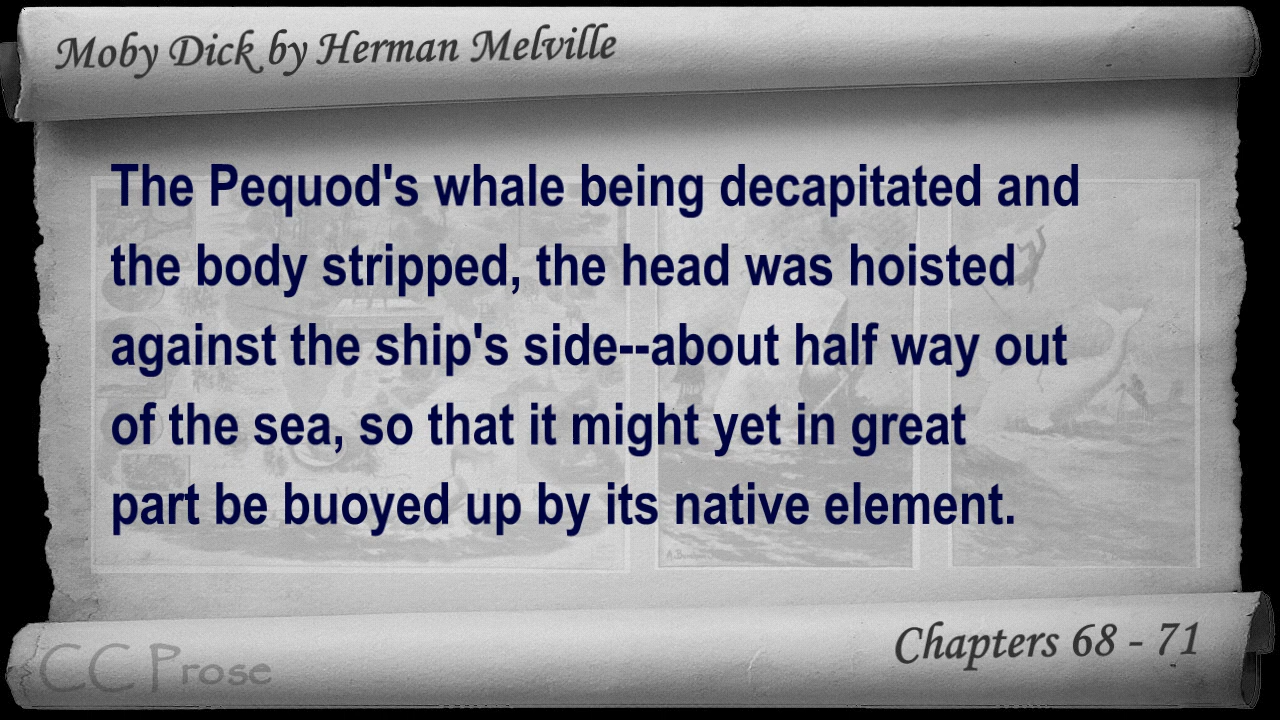 Moby Dick by Herman Melville
The Pequod's whale being decapitated and
the body stripped, the head was hoisted
against the ship's side--about half way out
of the sea, so that it might yet in great
part be buoyed up by its native element.
Chapters 68 - 71
CC Prose